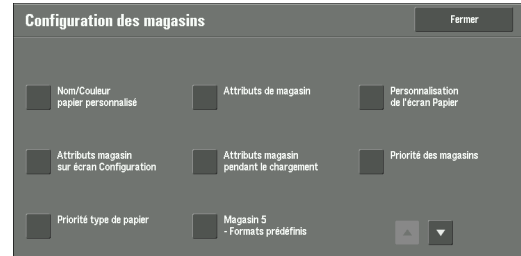 Configuration des magasins
Fermer
Nom/Couleur
papier personnalisé
Attributs de magasin
Personnalisation
de l'écran Papier
Attributs magasin
sur écran Configuration
Attributs magasin
pendant le chargement
Priorité des magasins
Priorité type de papier
Magasin 5
- Formats prédéfinis